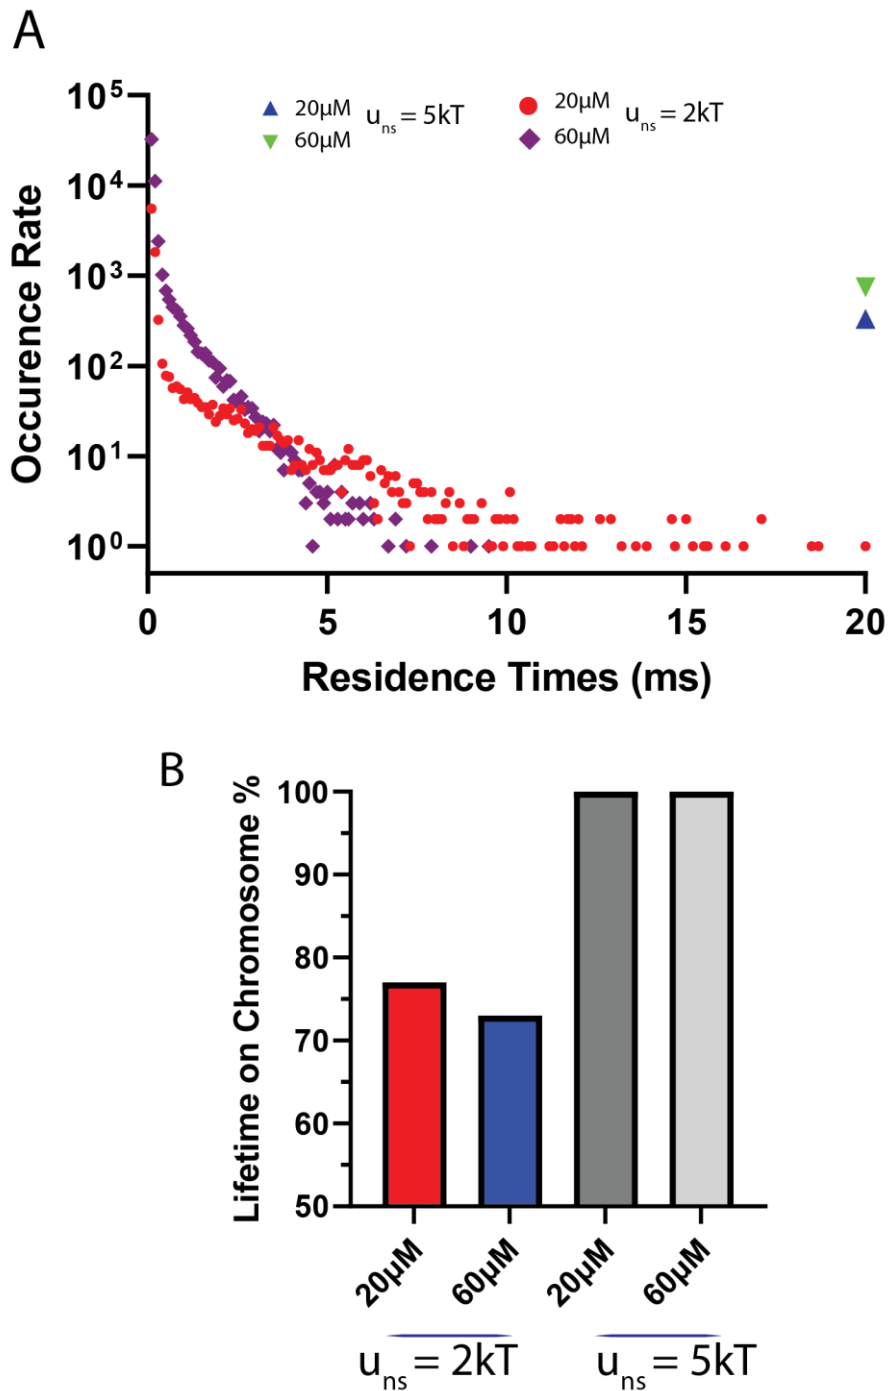 A
20μM
60μM
u_ns = 5kT
20μM
60μM
u_ns = 2kT
Occurence Rate
10^5
10^4
10^3
10^2
10^1
10^0
0 5 10 15 20
Residence Times (ms)
B
Lifetime on Chromosome %
100
90
80
70
60
50
20μM 60μM 20μM 60μM
u_ns = 2kT u_ns = 5kT